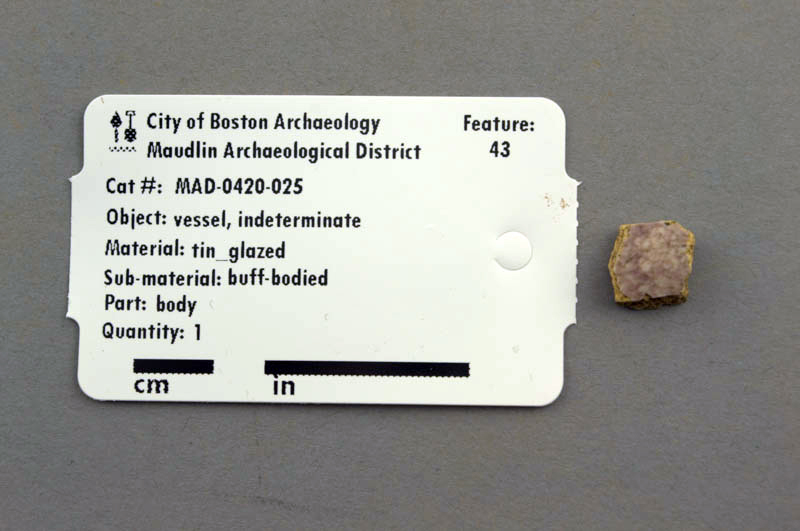 City of Boston Archaeology
Maudlin Archaeological District
Feature:
43
Cat #: MAD-0420-025
Object: vessel, indeterminate
Material: tin_glazed
Sub-material: buff-bodied
Part: body
Quantity: 1
cm
in